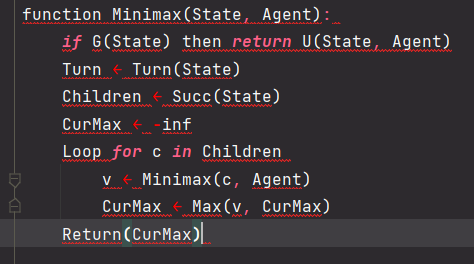 function Minimax(State, Agent):
if G(State) then return U(State, Agent)
Turn ← Turn(State)
Children ← Succ(State)
CurMax ← -inf
Loop for c in Children
v ← Minimax(c, Agent)
CurMax ← Max(v, CurMax)
Return(CurMax)